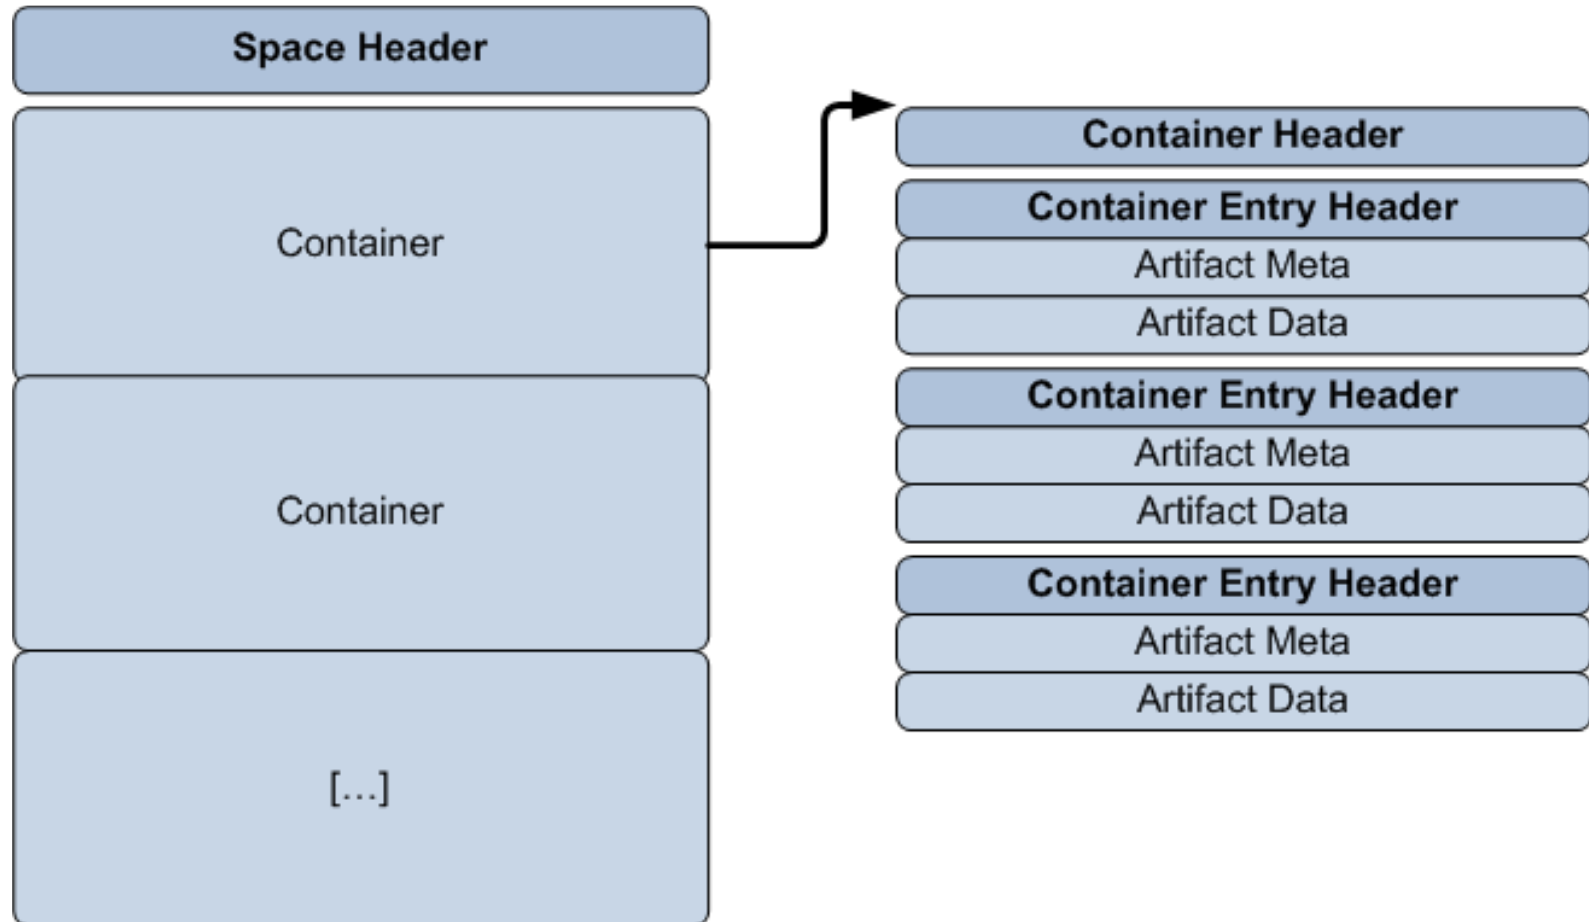 Space Header
Container
Container
[...]
Container Header
Container Entry Header
Artifact Meta
Artifact Data
Container Entry Header
Artifact Meta
Artifact Data
Container Entry Header
Artifact Meta
Artifact Data